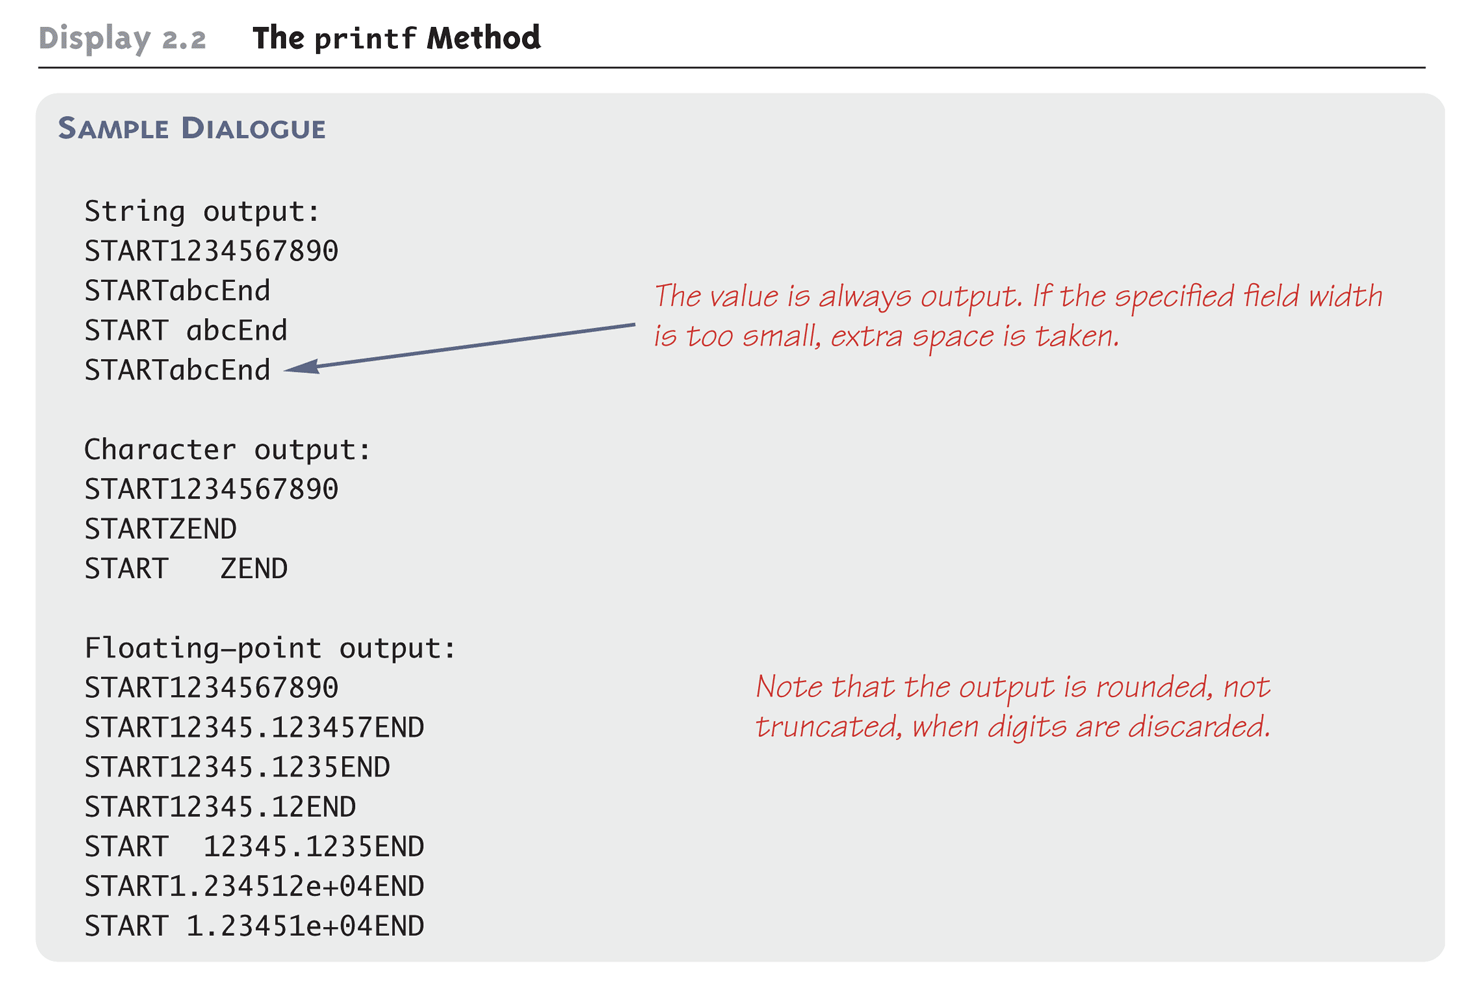 Display 2.2 The printf Method
SAMPLE DIALOGUE
String output:
START1234567890
STARTabcEnd
START abcEnd
STARTabcEnd
The value is always output. If the specified field width
is too small, extra space is taken.
Character output:
START1234567890
STARTZEND
START   ZEND
Floating–point output:
START1234567890
START12345.123457END
START12345.1235END
START12345.12END
START  12345.1235END
START1.234512e+04END
START 1.23451e+04END
Note that the output is rounded, not
truncated, when digits are discarded.